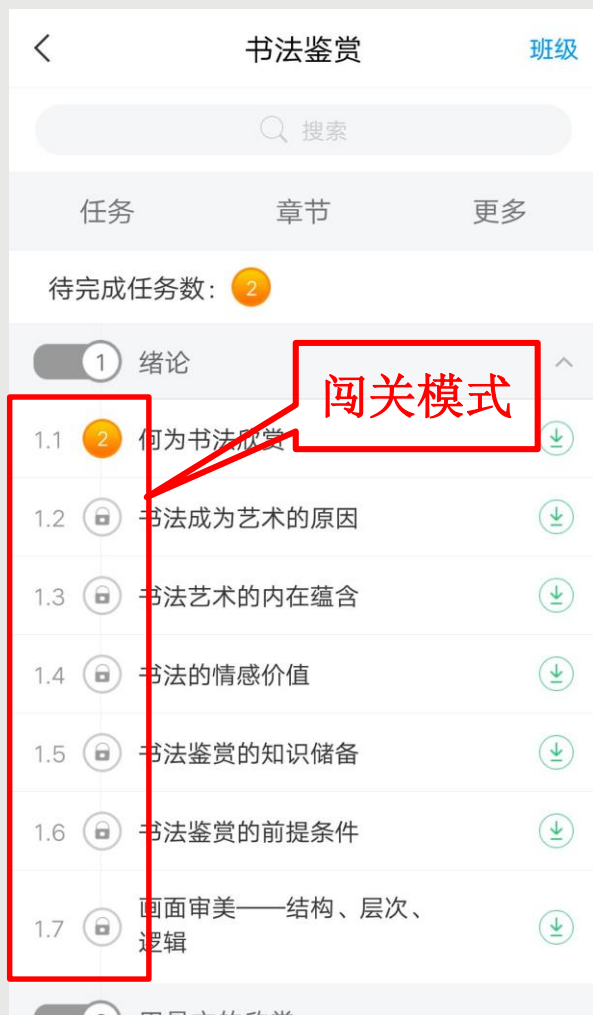 书法鉴赏 班级
搜索
任务 章节 更多
待完成任务数： 2
1 绪论
闯关模式
1.1 2 何为书法欣赏
1.2 书法成为艺术的原因
1.3 书法艺术的内在蕴含
1.4 书法的情感价值
1.5 书法鉴赏的知识储备
1.6 书法鉴赏的前提条件
1.7 画面审美——结构、层次、
逻辑